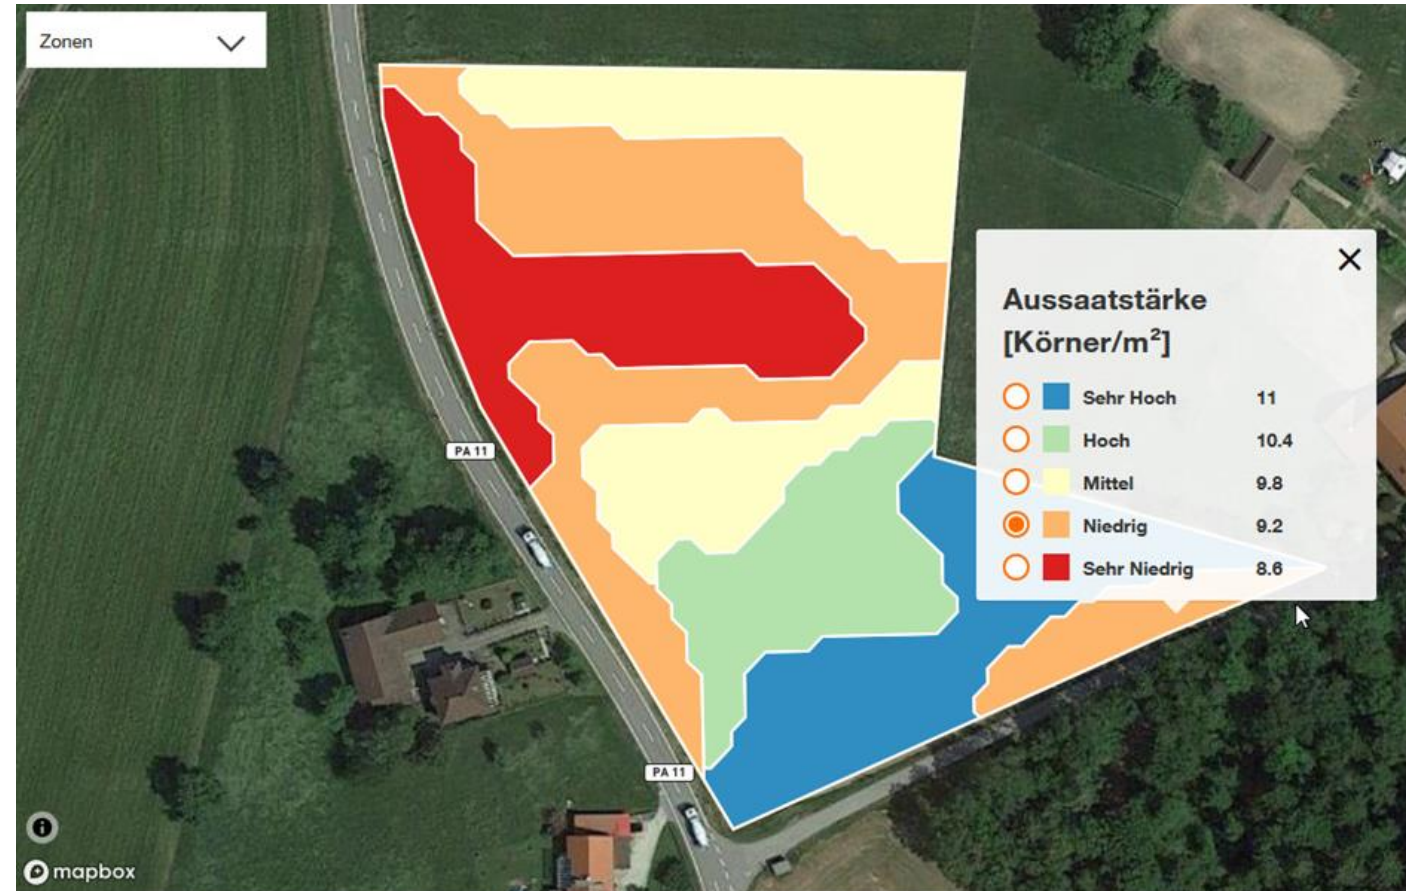 Zonen
Aussaatstärke
[Körner/m²]
Sehr Hoch 11
Hoch 10.4
Mittel 9.8
Niedrig 9.2
Sehr Niedrig 8.6
PA 11
PA 11
mapbox